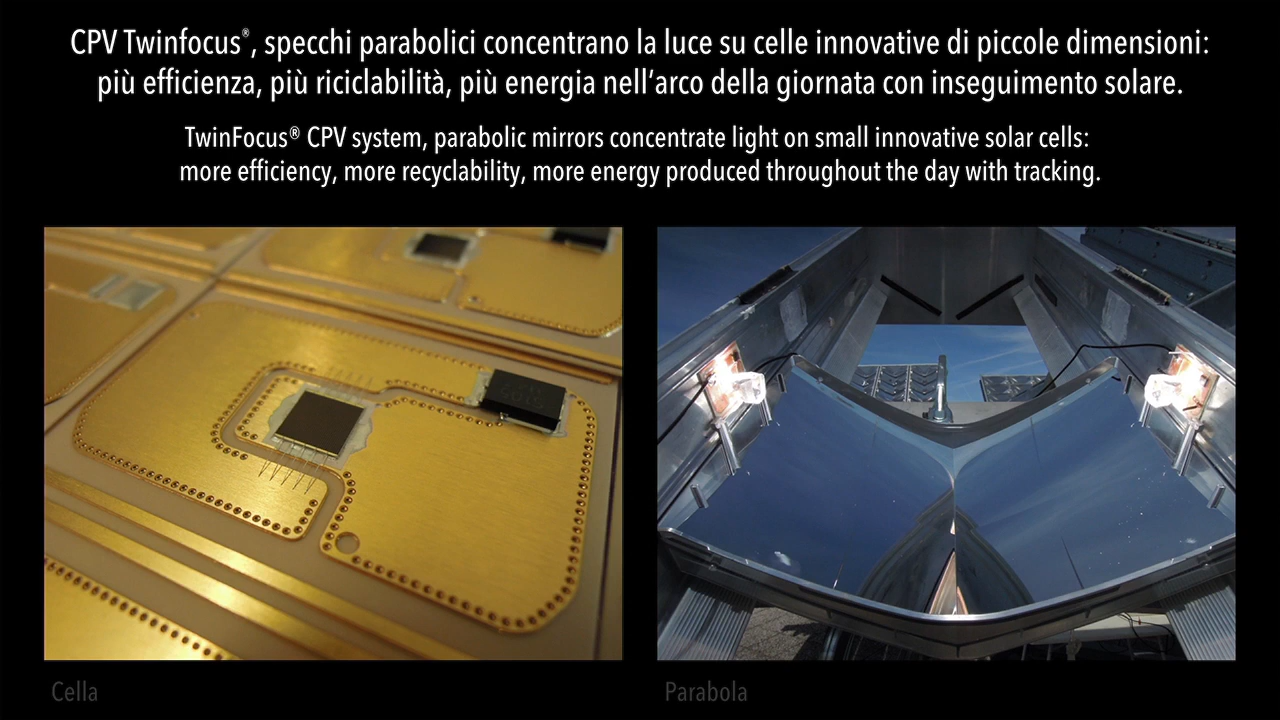 CPV Twinfocus®, specchi parabolici concentrano la luce su celle innovative di piccole dimensioni:
più efficienza, più riciclabilità, più energia nell'arco della giornata con inseguimento solare.
TwinFocus® CPV system, parabolic mirrors concentrate light on small innovative solar cells:
more efficiency, more recyclability, more energy produced throughout the day with tracking.
Cella
Parabola